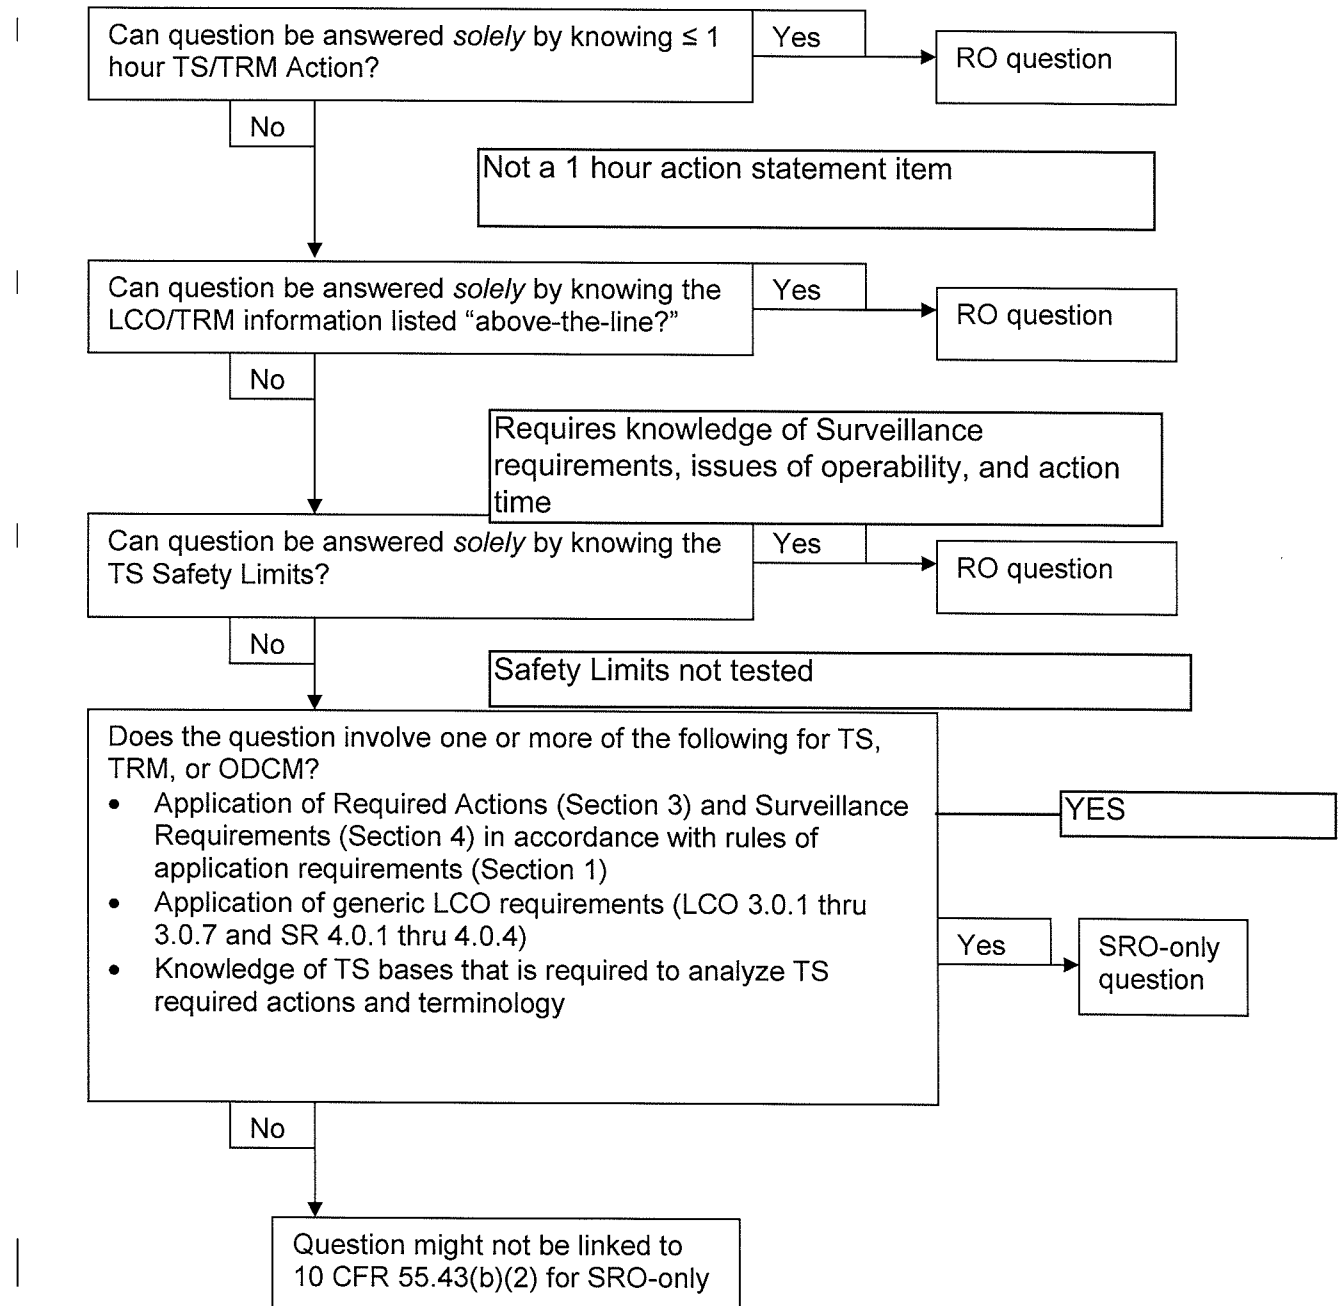 Can question be answered solely by knowing ≤ 1
hour TS/TRM Action?
Yes
RO question
No
Not a 1 hour action statement item
Can question be answered solely by knowing the
LCO/TRM information listed “above-the-line?”
Yes
RO question
No
Requires knowledge of Surveillance
requirements, issues of operability, and action
time
Can question be answered solely by knowing the
TS Safety Limits?
Yes
RO question
No
Safety Limits not tested
Does the question involve one or more of the following for TS,
TRM, or ODCM?
• Application of Required Actions (Section 3) and Surveillance
Requirements (Section 4) in accordance with rules of
application requirements (Section 1)
• Application of generic LCO requirements (LCO 3.0.1 thru
3.0.7 and SR 4.0.1 thru 4.0.4)
• Knowledge of TS bases that is required to analyze TS
required actions and terminology
YES
Yes
SRO-only
question
No
Question might not be linked to
10 CFR 55.43(b)(2) for SRO-only